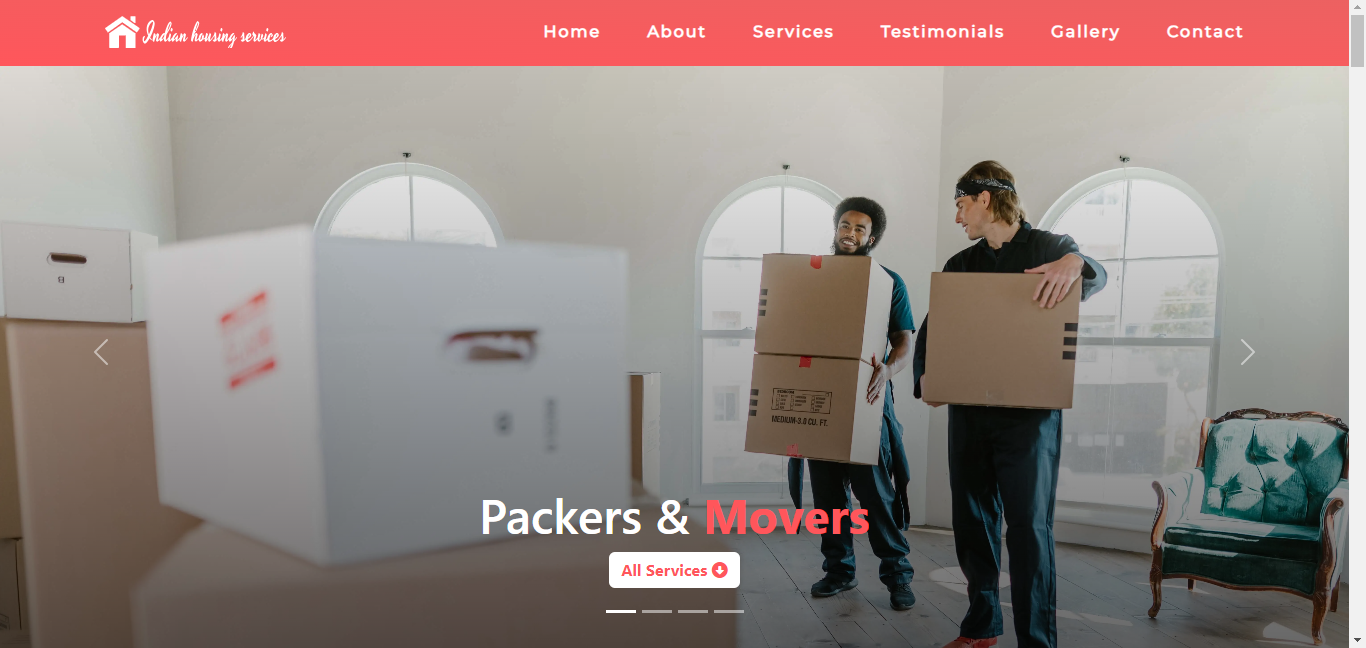 Indian housing services
Home About Services Testimonials Gallery Contact
MEDIUM-3.0 CU. FT.
Packers & Movers
All Services